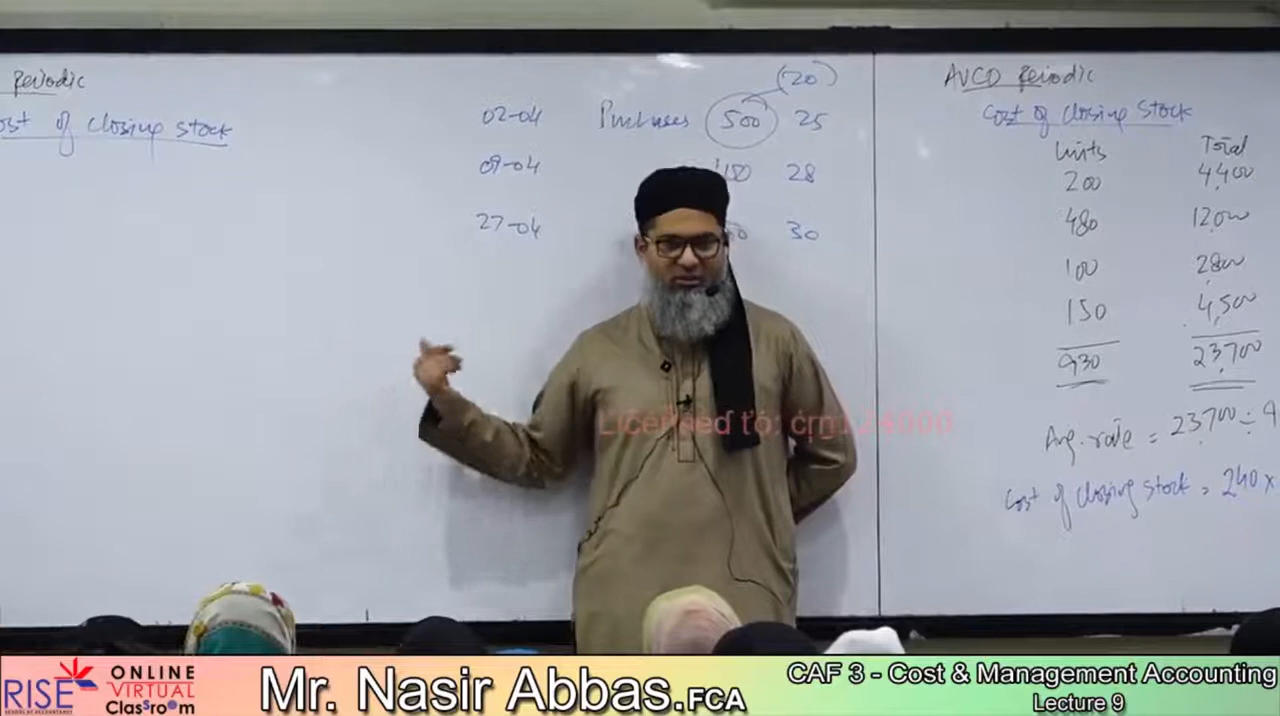 Periodic
of closing stock
(20)
02-04 Purchases 500 25
09-04 28
27-04 30
AVCO Periodic
Cost of closing stock
Units Total
200 4,400
480 12,000
100 2,800
150 4,500
930 23,700
Avg. rate = 23,700 ÷
Cost of closing stock = 240 x
Licensed to:
RISE
SCHOOL OF ACCOUNTANCY
ONLINE
VIRTUAL
Classroom
Mr. Nasir Abbas.FCA
CAF 3 - Cost & Management Accounting
Lecture 9